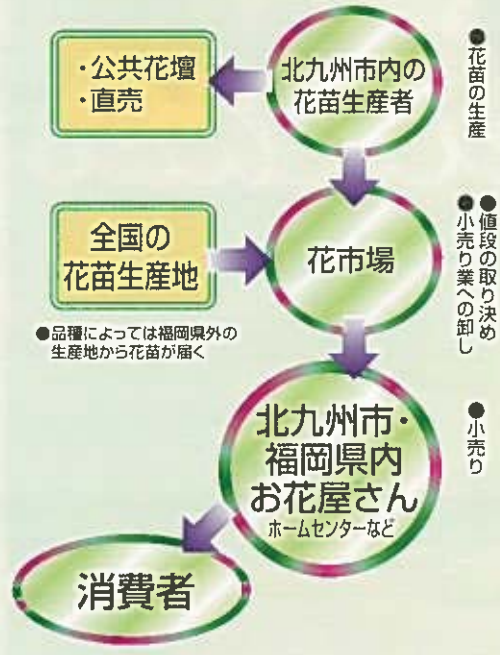 ・公共花壇
・直売
北九州市内の
花苗生産者
●花苗の生産
全国の
花苗生産地
花市場
●値段の取り決め
●小売り業への卸し
●品種によっては福岡県外の
生産地から花苗が届く
北九州市・
福岡県内
お花屋さん
ホームセンターなど
●小売り
消費者